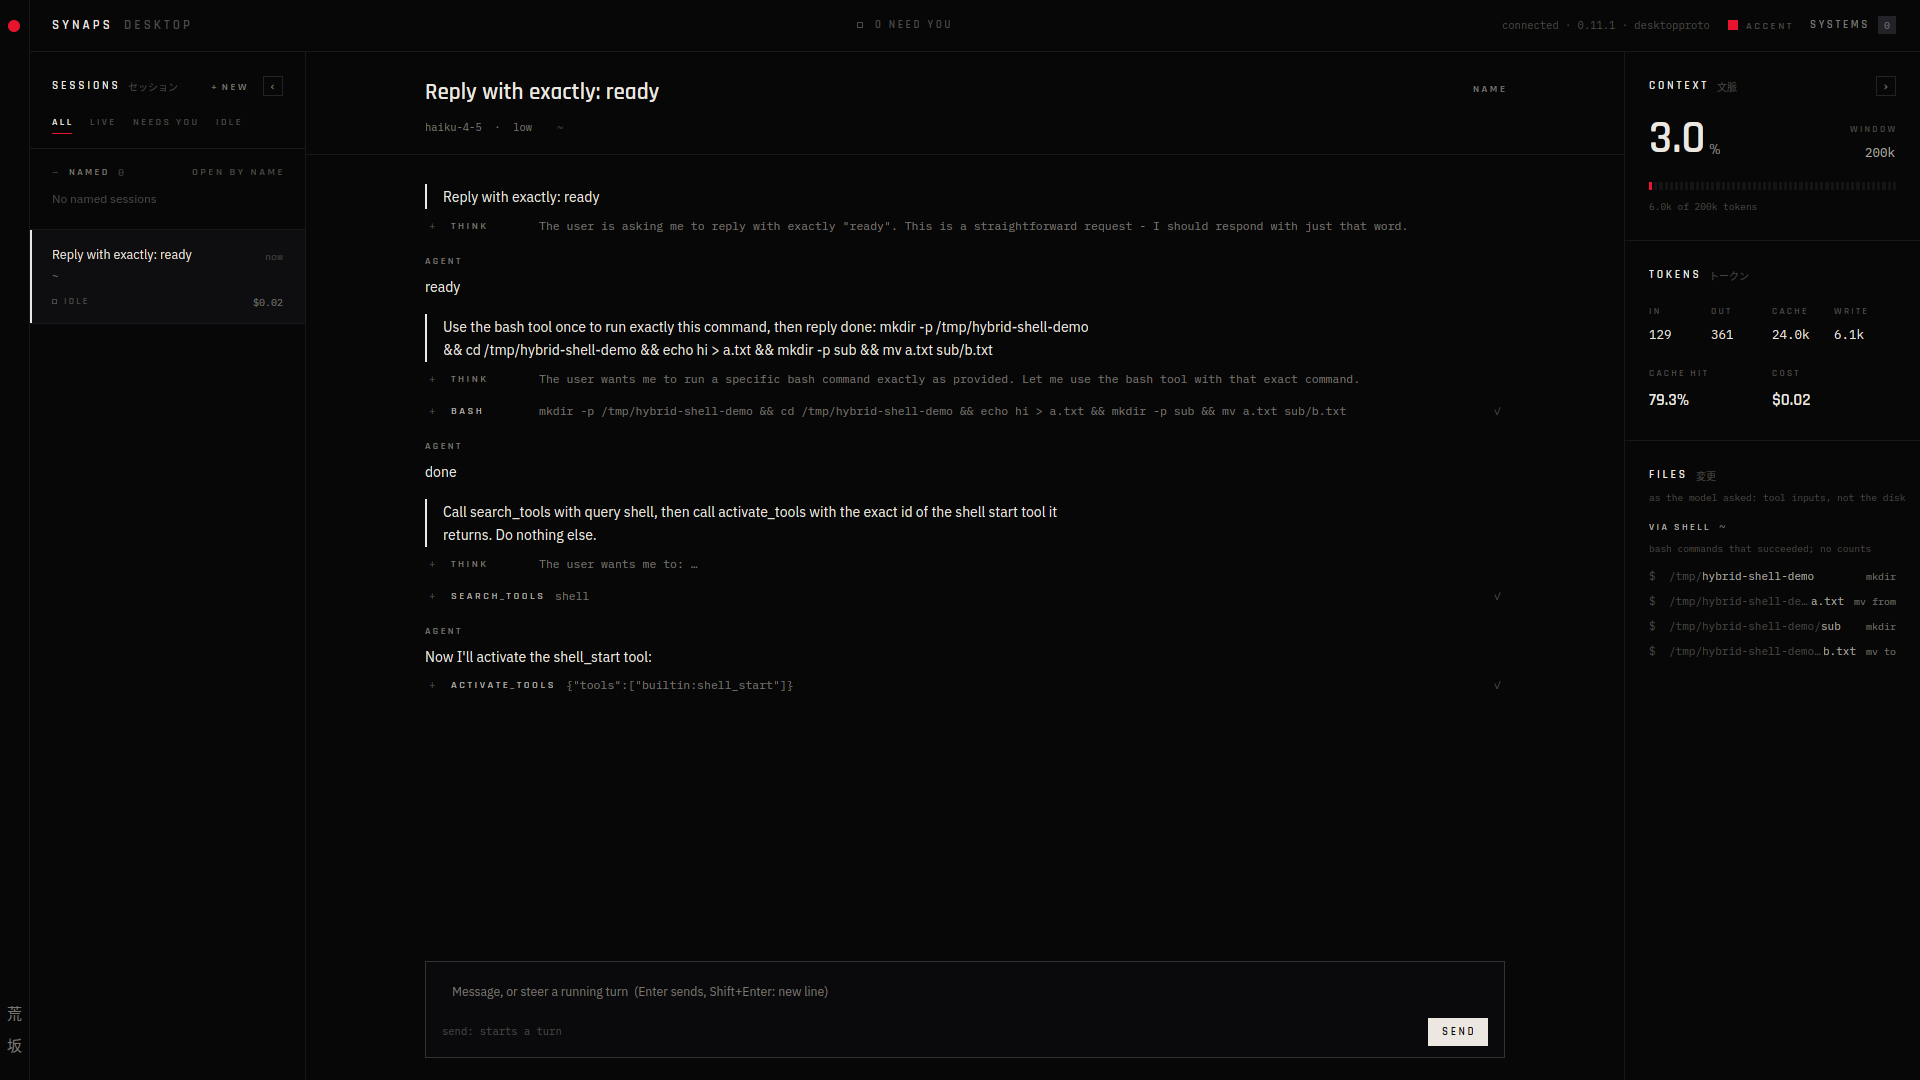 SYNAPS DESKTOP
0 NEED YOU
connected · 0.11.1 · desktopproto
ACCENT
SYSTEMS 0
SESSIONS セッション
+ NEW
‹
ALL LIVE NEEDS YOU IDLE
– NAMED 0
OPEN BY NAME
No named sessions
Reply with exactly: ready
now
~
IDLE
$0.02
荒
坂
Reply with exactly: ready
NAME
haiku-4-5 · low ~
Reply with exactly: ready
+ THINK The user is asking me to reply with exactly "ready". This is a straightforward request - I should respond with just that word.
AGENT
ready
Use the bash tool once to run exactly this command, then reply done: mkdir -p /tmp/hybrid-shell-demo
&& cd /tmp/hybrid-shell-demo && echo hi > a.txt && mkdir -p sub && mv a.txt sub/b.txt
+ THINK The user wants me to run a specific bash command exactly as provided. Let me use the bash tool with that exact command.
+ BASH mkdir -p /tmp/hybrid-shell-demo && cd /tmp/hybrid-shell-demo && echo hi > a.txt && mkdir -p sub && mv a.txt sub/b.txt √
AGENT
done
Call search_tools with query shell, then call activate_tools with the exact id of the shell start tool it
returns. Do nothing else.
+ THINK The user wants me to: …
+ SEARCH_TOOLS shell √
AGENT
Now I'll activate the shell_start tool:
+ ACTIVATE_TOOLS {"tools":["builtin:shell_start"]} √
Message, or steer a running turn (Enter sends, Shift+Enter: new line)
send: starts a turn
SEND
CONTEXT 文脈
›
3.0 %
WINDOW
200k
6.0k of 200k tokens
TOKENS トークン
IN OUT CACHE WRITE
129 361 24.0k 6.1k
CACHE HIT COST
79.3% $0.02
FILES 変更
as the model asked: tool inputs, not the disk
VIA SHELL ~
bash commands that succeeded; no counts
$ /tmp/hybrid-shell-demo mkdir
$ /tmp/hybrid-shell-de… a.txt mv from
$ /tmp/hybrid-shell-demo/sub mkdir
$ /tmp/hybrid-shell-demo… b.txt mv to